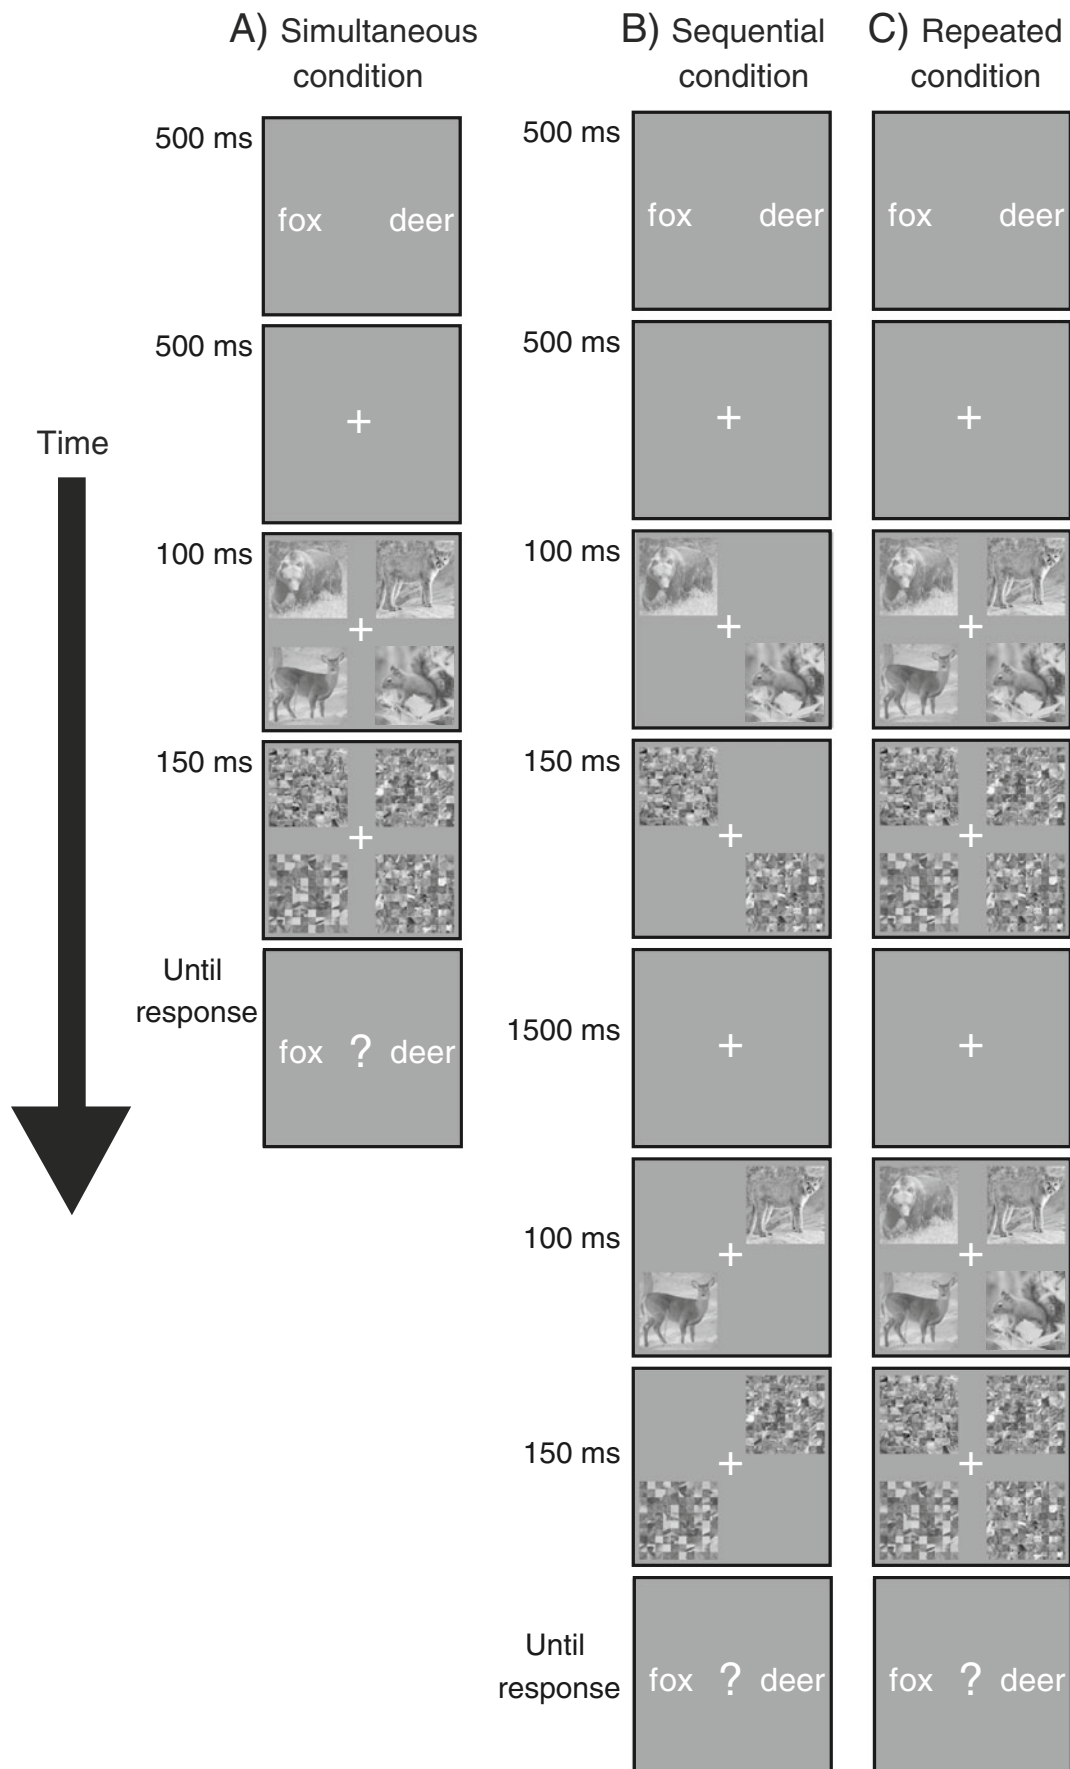 A) Simultaneous
condition
500 ms
fox deer
500 ms
+
Time
100 ms
+
150 ms
+
Until
response
fox ? deer
B) Sequential
condition
500 ms
fox deer
500 ms
+
100 ms
+
150 ms
+
1500 ms
+
100 ms
+
150 ms
+
Until
response
fox ? deer
C) Repeated
condition
fox deer
+
+
+
+
+
+
fox ? deer